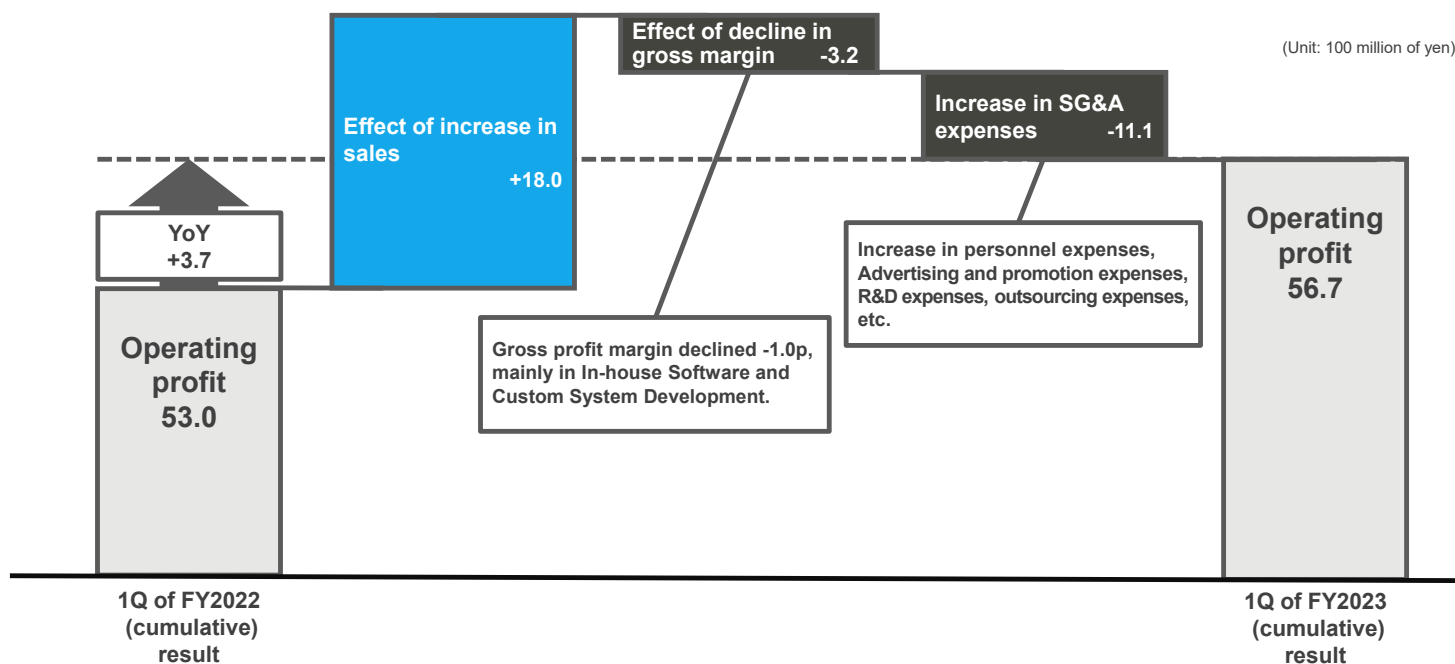 (Unit: 100 million of yen)
Effect of decline in
gross margin -3.2
Increase in SG&A
expenses -11.1
Effect of increase in
sales
+18.0
YoY
+3.7
Operating
profit
53.0
Gross profit margin declined -1.0p,
mainly in In-house Software and
Custom System Development.
Increase in personnel expenses,
Advertising and promotion expenses,
R&D expenses, outsourcing expenses,
etc.
Operating
profit
56.7
1Q of FY2022
(cumulative)
result
1Q of FY2023
(cumulative)
result